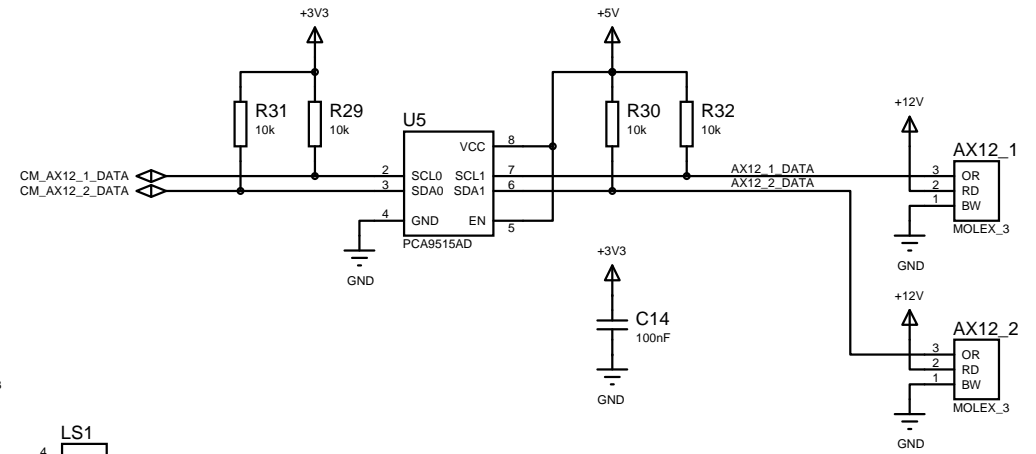 +3V3
+5V
R31
10k
R29
10k
R30
10k
R32
10k
+12V
U5
AX12_1
VCC 8
CM_AX12_1_DATA
2 SCL0 SCL1 7
AX12_1_DATA
3 OR
CM_AX12_2_DATA
3 SDA0 SDA1 6
AX12_2_DATA
2 RD
1 BW
4 GND EN 5
MOLEX_3
PCA9515AD
GND
+3V3
GND
C14
100nF
+12V
AX12_2
3 OR
2 RD
1 BW
GND
MOLEX_3
LS1
4
GND